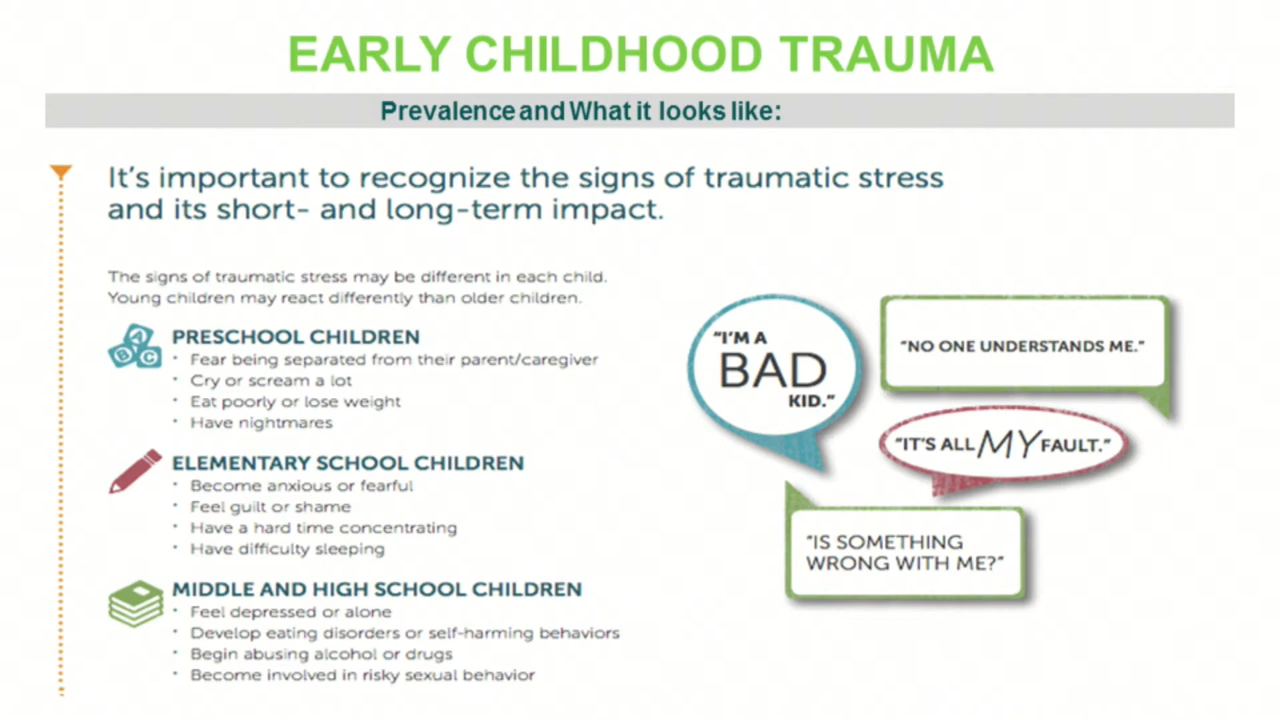 EARLY CHILDHOOD TRAUMA
Prevalence and What it looks like:
It's important to recognize the signs of traumatic stress
and its short- and long-term impact.
The signs of traumatic stress may be different in each child.
Young children may react differently than older children.
PRESCHOOL CHILDREN
• Fear being separated from their parent/caregiver
• Cry or scream a lot
• Eat poorly or lose weight
• Have nightmares
ELEMENTARY SCHOOL CHILDREN
• Become anxious or fearful
• Feel guilt or shame
• Have a hard time concentrating
• Have difficulty sleeping
MIDDLE AND HIGH SCHOOL CHILDREN
• Feel depressed or alone
• Develop eating disorders or self-harming behaviors
• Begin abusing alcohol or drugs
• Become involved in risky sexual behavior
"I'M A
BAD
KID."
"NO ONE UNDERSTANDS ME."
"IT'S ALL MY FAULT."
"IS SOMETHING
WRONG WITH ME?"
A
B
C